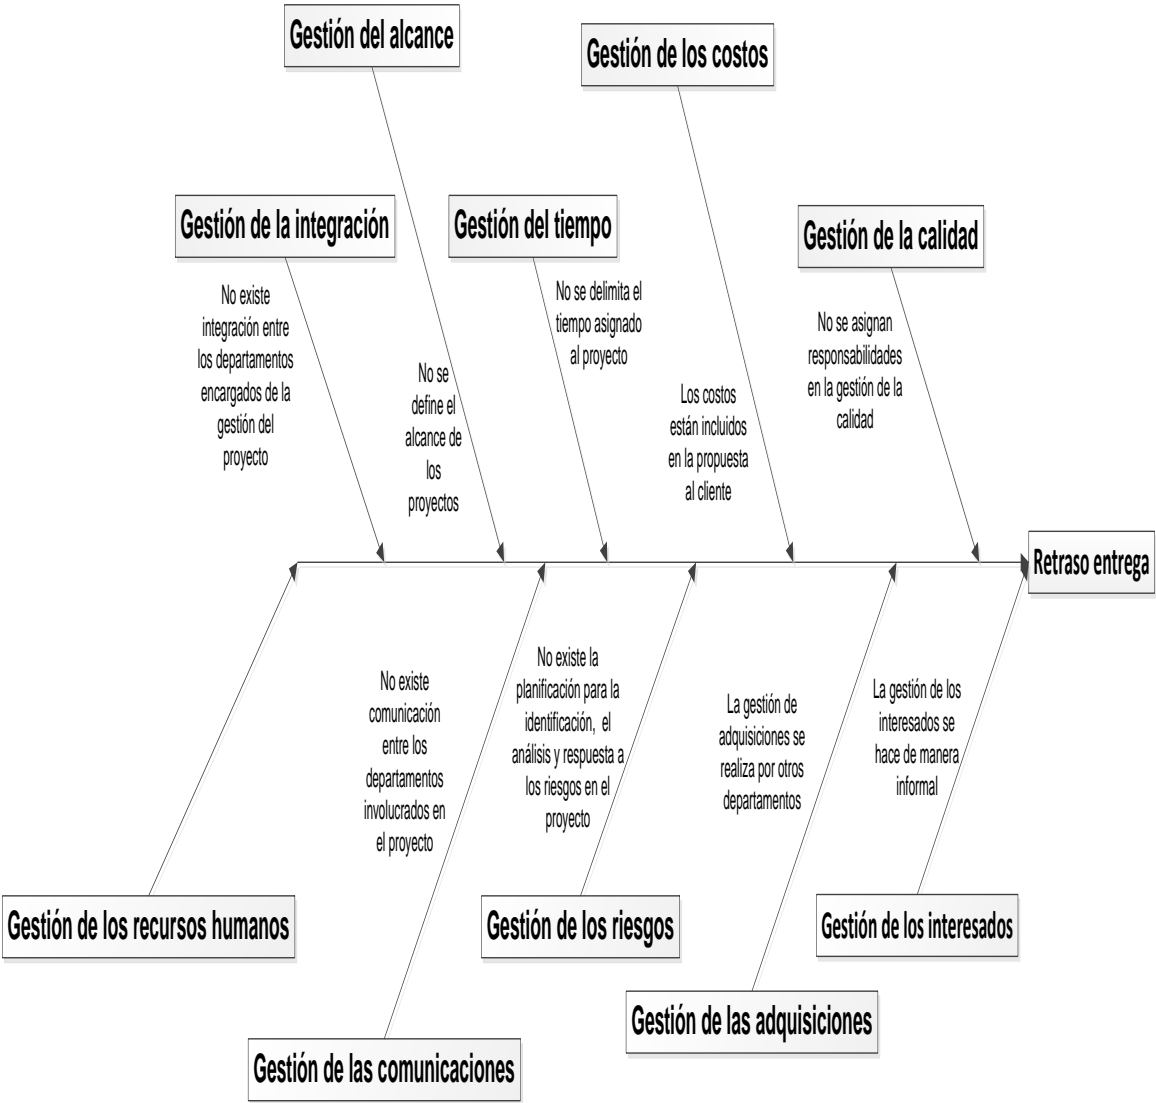 Gestión del alcance
Gestión de los costos
Gestión de la integración
Gestión del tiempo
Gestión de la calidad
No existe
integración entre
los departamentos
encargados de la
gestión del
proyecto
No se
define el
alcance de
los
proyectos
No se delimita el
tiempo asignado
al proyecto
Los costos
están incluidos
en la propuesta
al cliente
No se asignan
responsabilidades
en la gestión de la
calidad
Retraso entrega
No existe
comunicación
entre los
departamentos
involucrados en
el proyecto
No existe la
planificación para la
identificación, el
análisis y respuesta a
los riesgos en el
proyecto
La gestión de
adquisiciones se
realiza por otros
departamentos
La gestión de los
interesados se
hace de manera
informal
Gestión de los recursos humanos
Gestión de los riesgos
Gestión de los interesados
Gestión de las adquisiciones
Gestión de las comunicaciones